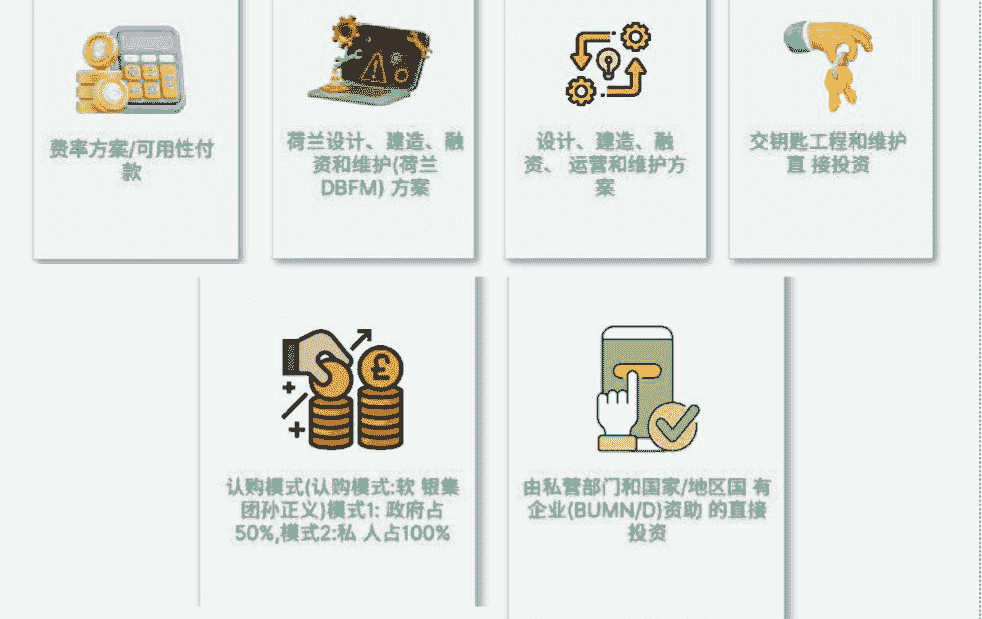 费率方案/可用性付
款
荷兰设计、建造、融
资和维护(荷兰
DBFM) 方案
设计、建造、融
资、 运营和维护方
案
交钥匙工程和维护
直 接投资
认购模式(认购模式:软 银集
团孙正义)模式1: 政府占
50%,模式2:私 人占100%
由私营部门和国家/地区国 有
企业(BUMN/D)资助 的直接
投资